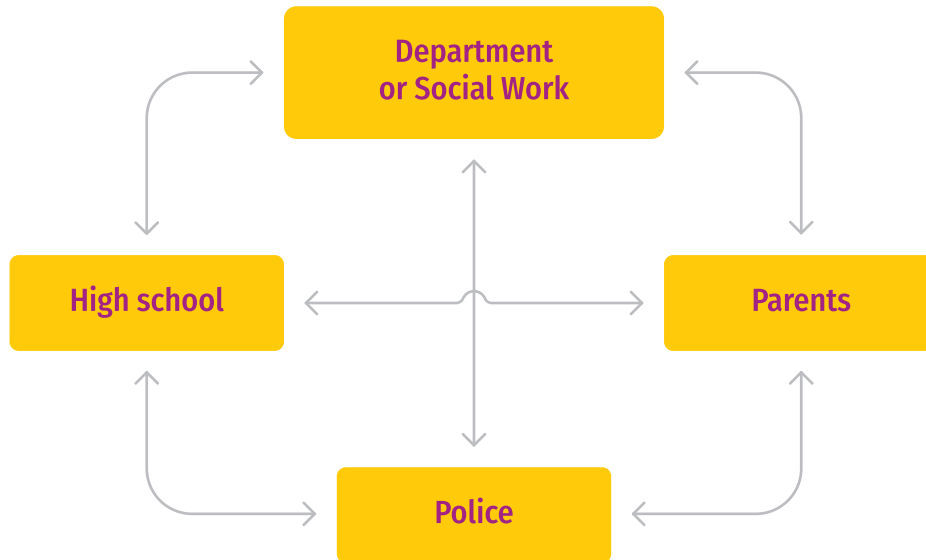 Department
or Social Work
High school
Parents
Police